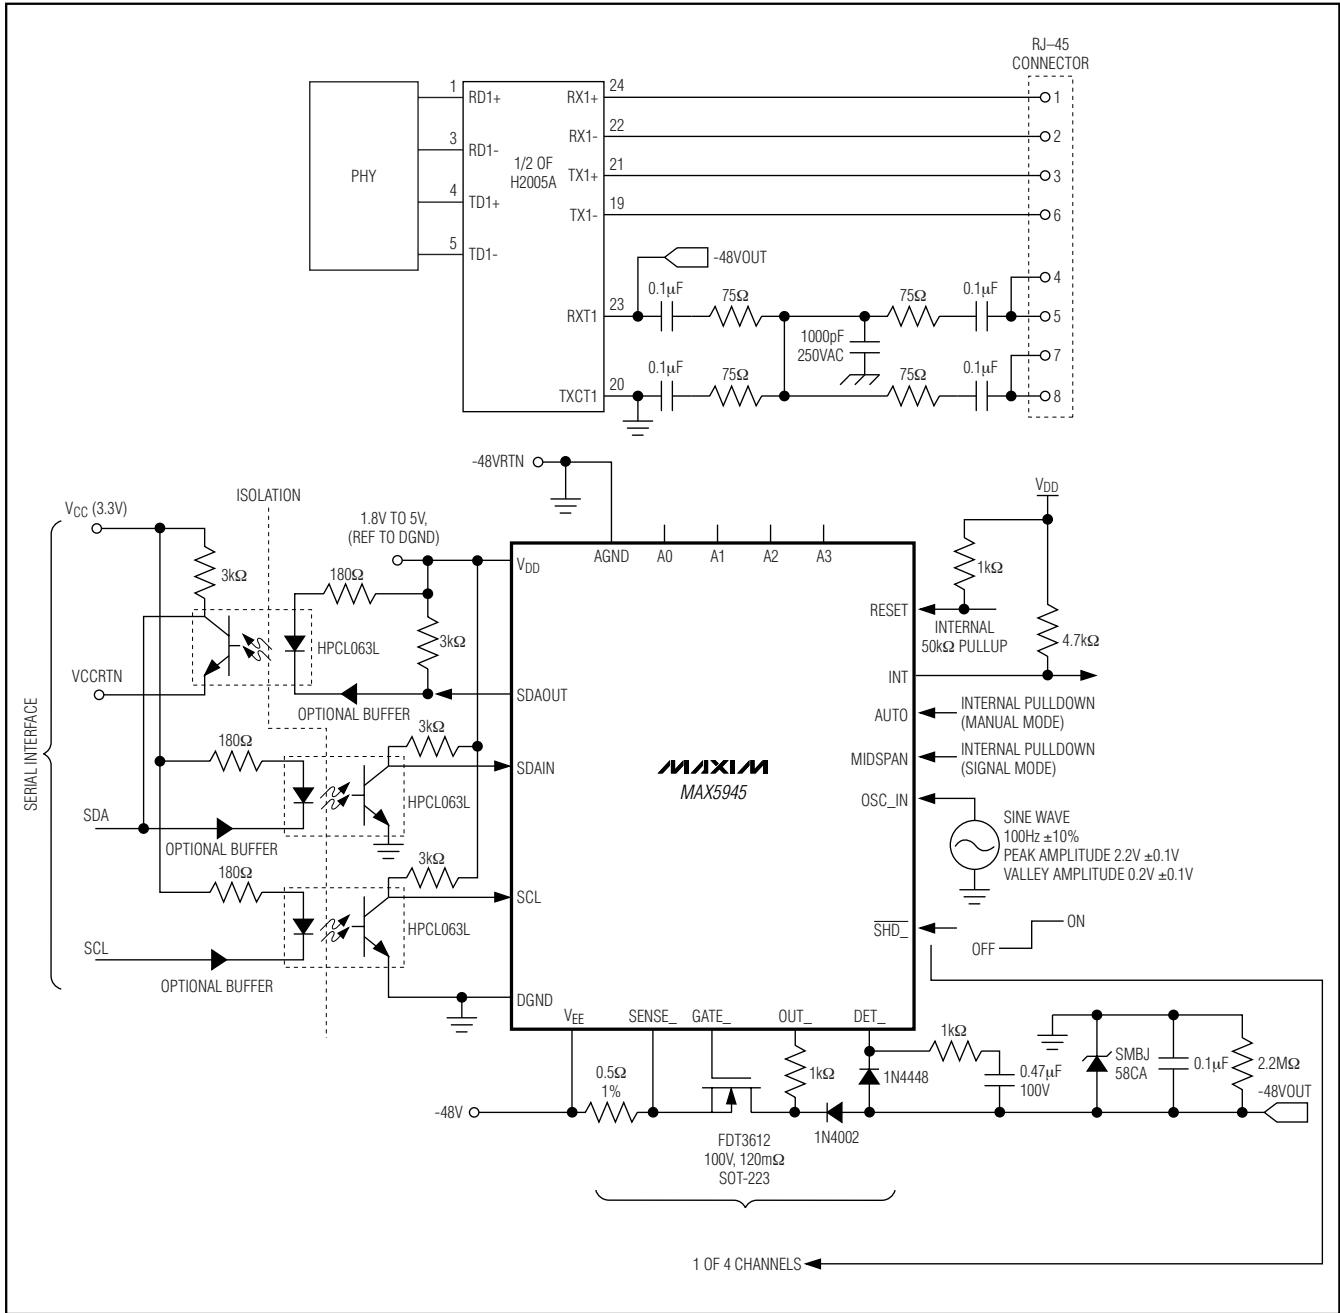 RJ–45
CONNECTOR
PHY
1
3
4
5
RD1+
RD1-
TD1+
TD1-
1/2 OF
H2005A
RX1+
RX1-
TX1+
TX1-
RXT1
TXCT1
24
22
21
19
23
20
1
2
3
6
4
5
7
8
-48VOUT
0.1µF
75Ω
75Ω
0.1µF
1000pF
250VAC
0.1µF
75Ω
75Ω
0.1µF
-48VRTN
ISOLATION
VCC (3.3V)
1.8V TO 5V,
(REF TO DGND)
3kΩ
180Ω
HPCL063L
3kΩ
VCCRTN
OPTIONAL BUFFER
SERIAL INTERFACE
180Ω
3kΩ
HPCL063L
SDA
OPTIONAL BUFFER
180Ω
3kΩ
HPCL063L
SCL
OPTIONAL BUFFER
AGND
A0
A1
A2
A3
VDD
SDAOUT
SDAIN
SCL
DGND
MAXIM
MAX5945
RESET
INT
AUTO
MIDSPAN
OSC_IN
SHD_
VEE
SENSE_
GATE_
OUT_
DET_
VDD
1kΩ
INTERNAL
50kΩ PULLUP
4.7kΩ
INTERNAL PULLDOWN
(MANUAL MODE)
INTERNAL PULLDOWN
(SIGNAL MODE)
SINE WAVE
100Hz ±10%
PEAK AMPLITUDE 2.2V ±0.1V
VALLEY AMPLITUDE 0.2V ±0.1V
OFF
ON
-48V
0.5Ω
1%
FDT3612
100V, 120mΩ
SOT-223
1kΩ
1N4002
1N4448
1kΩ
0.47µF
100V
SMBJ
58CA
0.1µF
2.2MΩ
-48VOUT
1 OF 4 CHANNELS